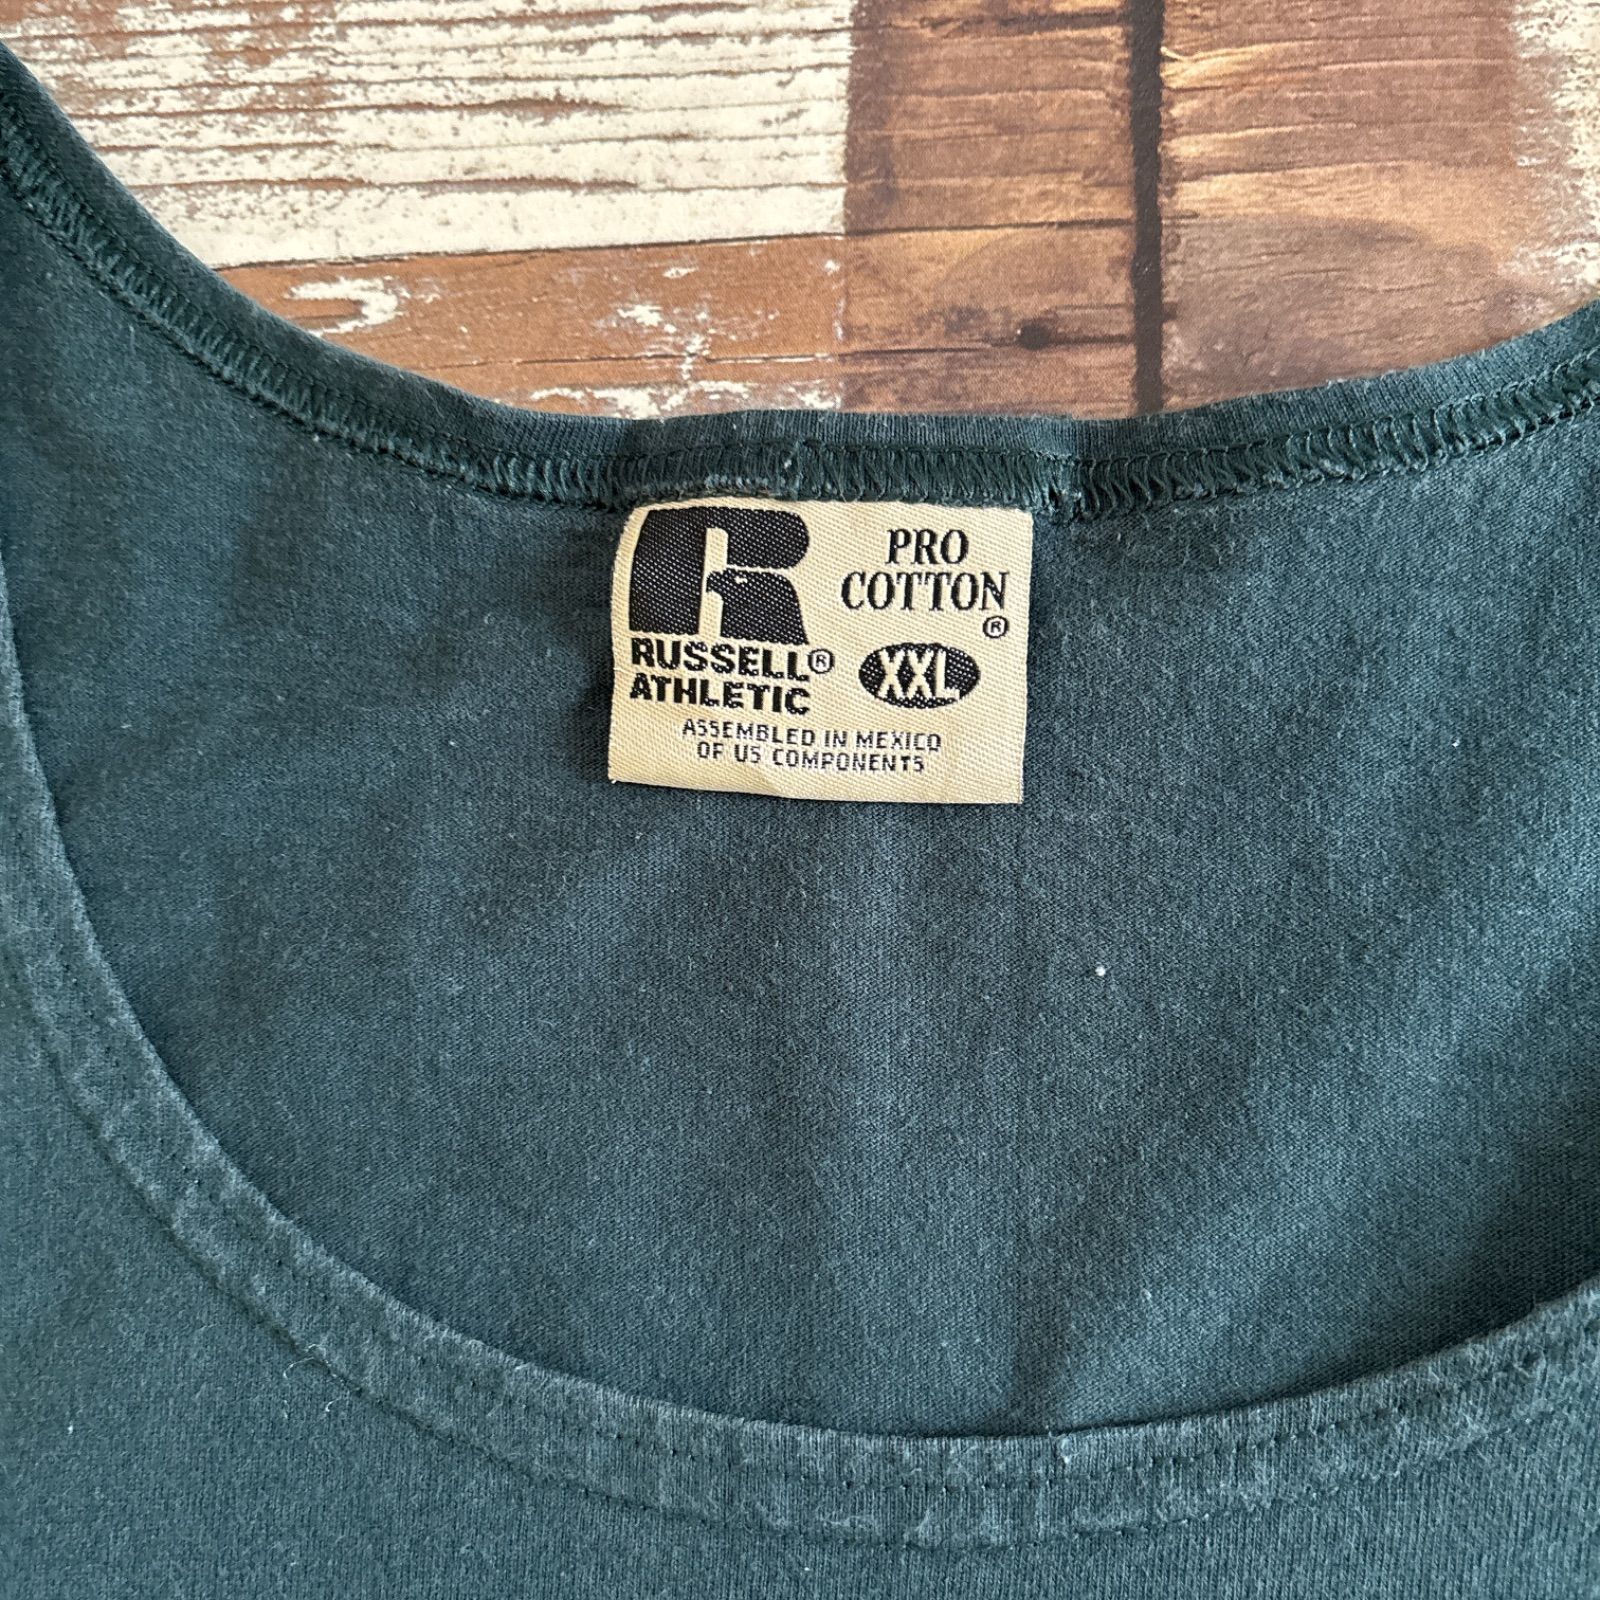 R
PRO
COTTON®
RUSSELL®
ATHLETIC
XXL
ASSEMBLED IN MEXICO
OF US COMPONENTS